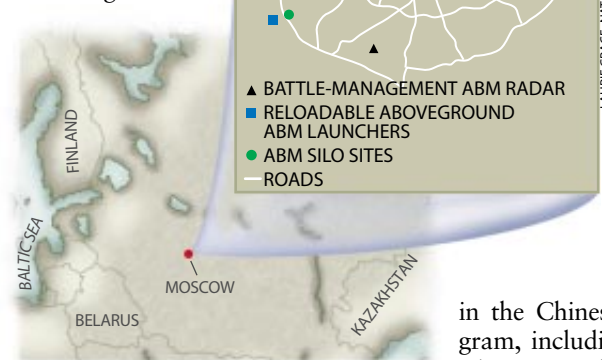 BATTLE-MANAGEMENT ABM RADAR
RELOADABLE ABOVEGROUND
ABM LAUNCHERS
ABM SILO SITES
ROADS
FINLAND
BALTIC SEA
MOSCOW
BELARUS
KAZAKHSTAN
in the Chines
gram, includi